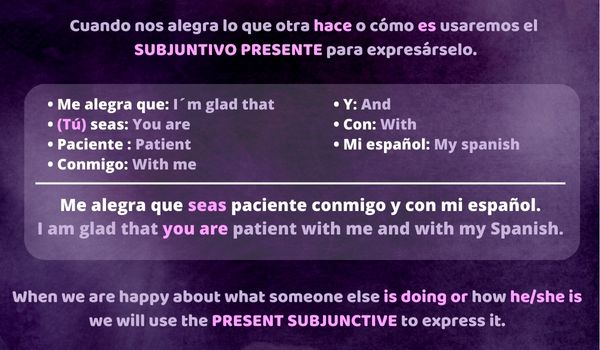 Cuando nos alegra lo que otra hace o cómo es usaremos el
SUBJUNTIVO PRESENTE para expresárselo.
• Me alegra que: I´m glad that
• (Tú) seas: You are
• Paciente : Patient
• Conmigo: With me
• Y: And
• Con: With
• Mi español: My spanish
Me alegra que seas paciente conmigo y con mi español.
I am glad that you are patient with me and with my Spanish.
When we are happy about what someone else is doing or how he/she is
we will use the PRESENT SUBJUNCTIVE to express it.